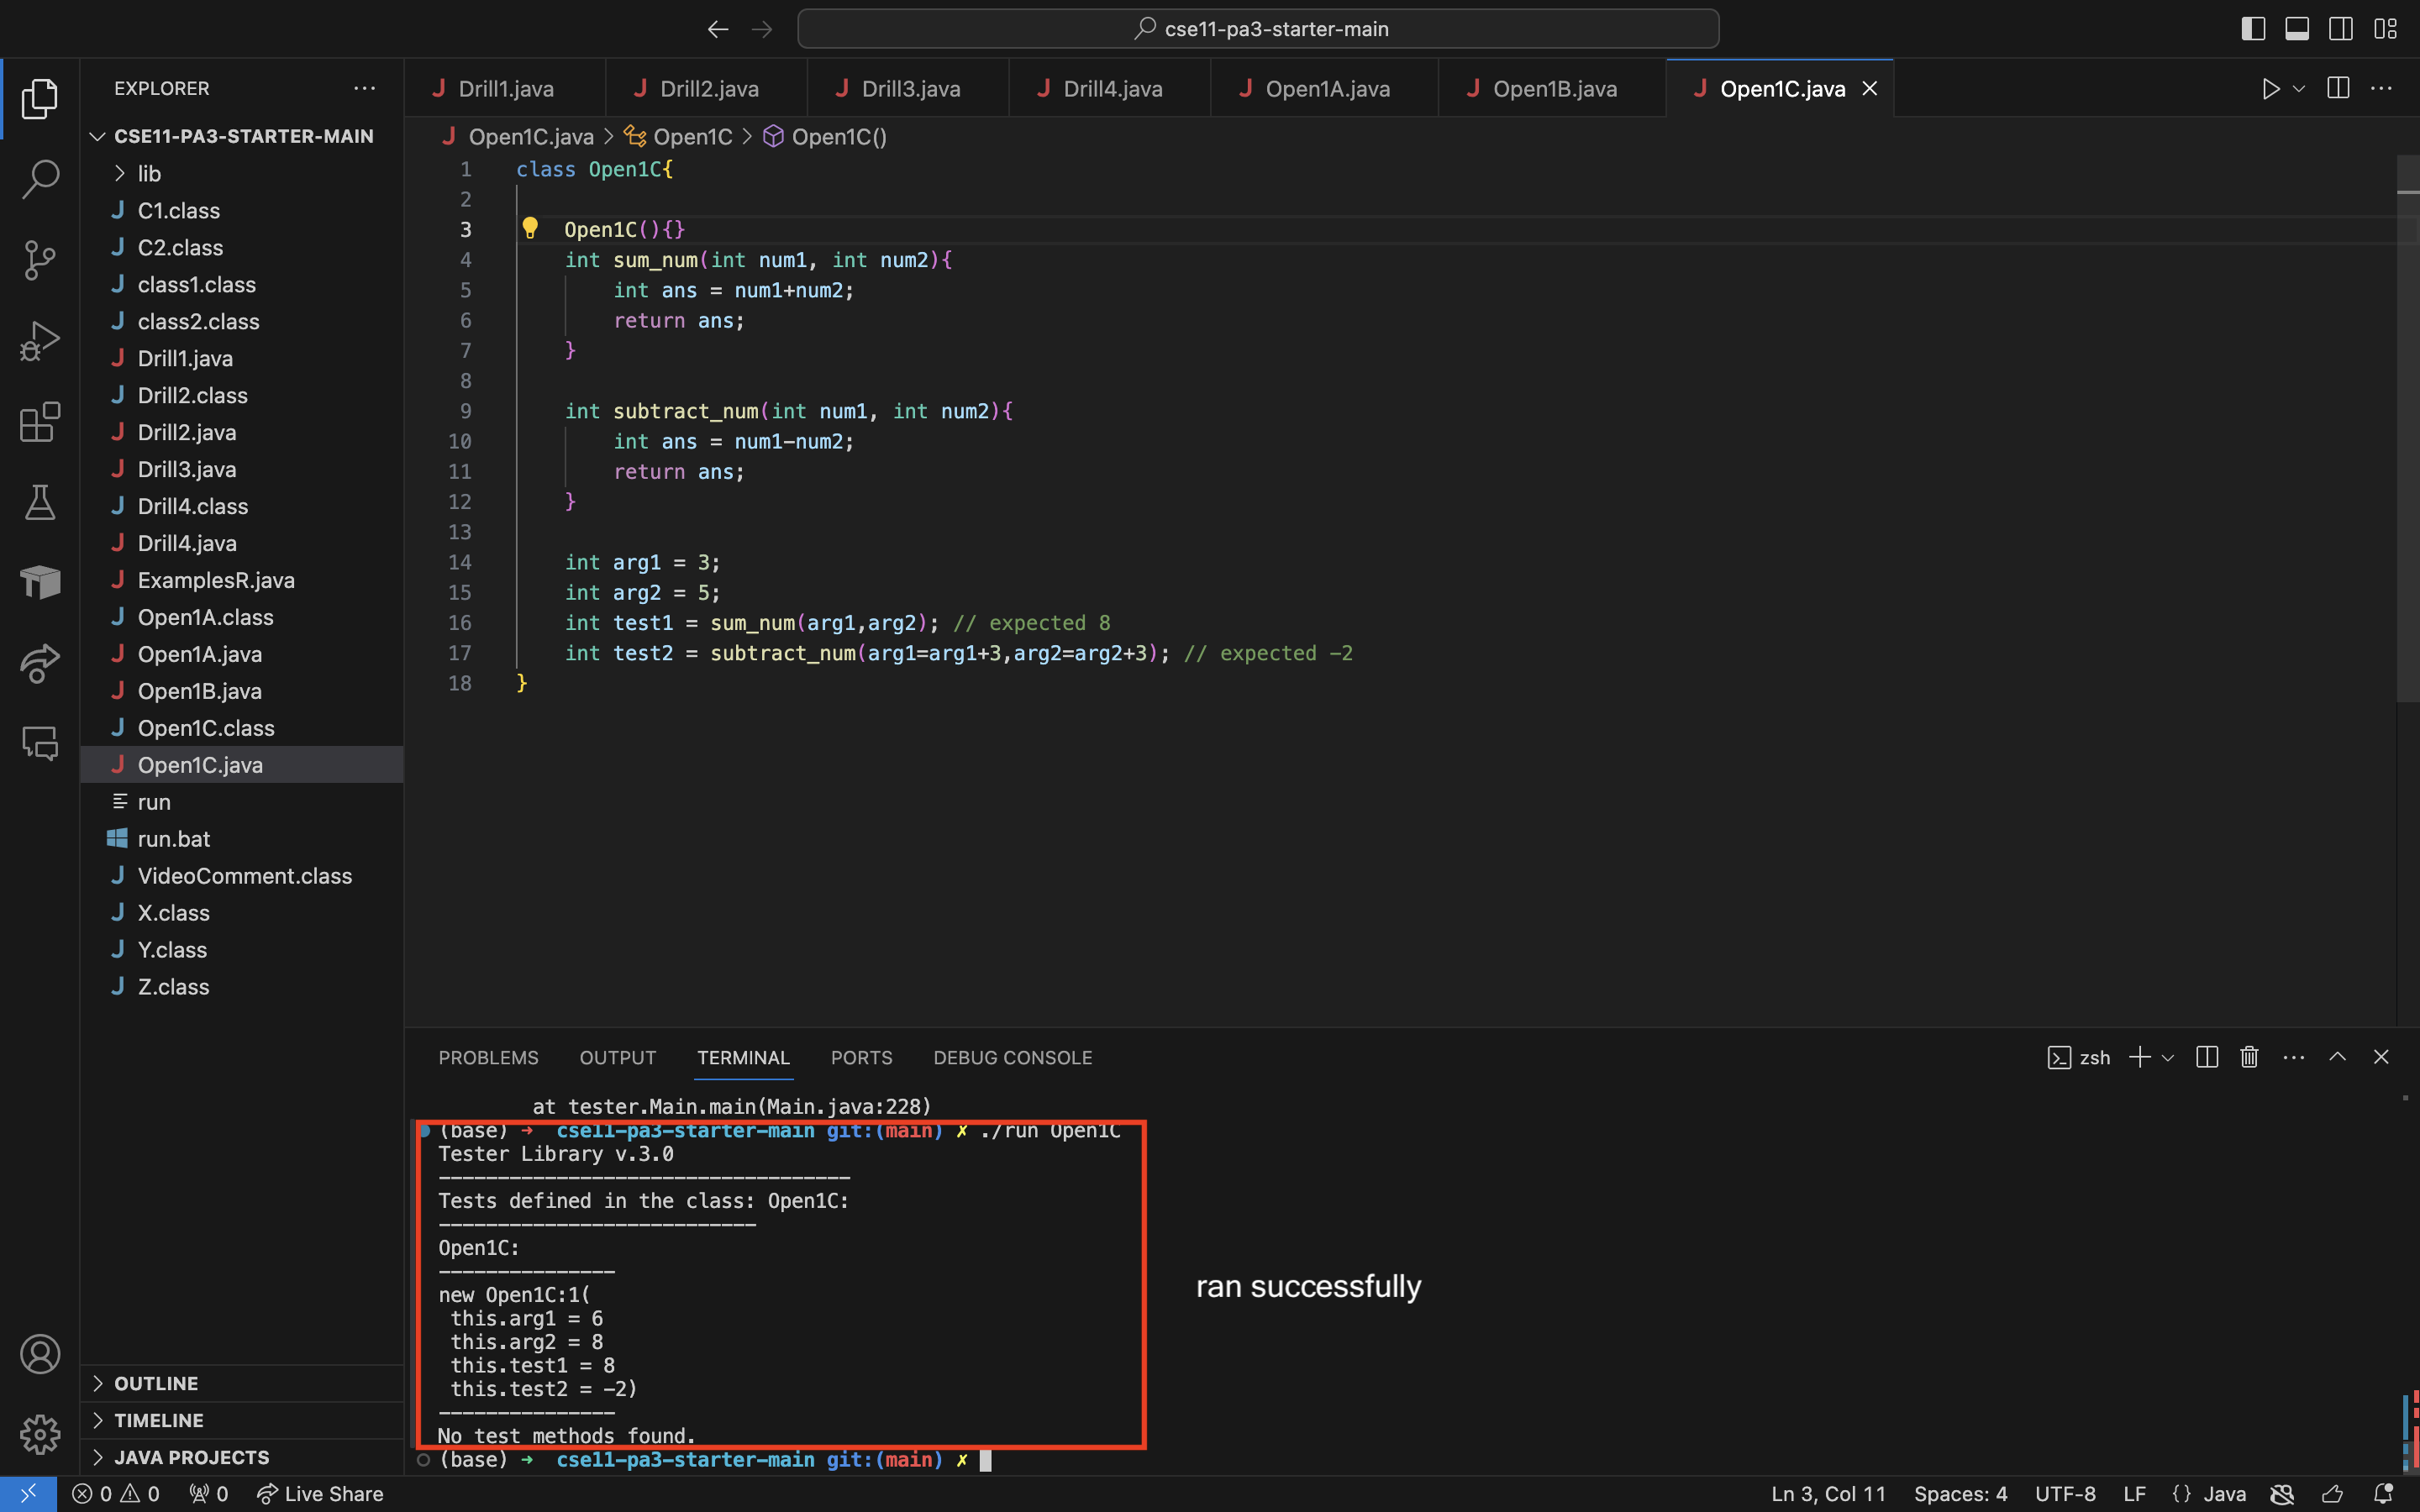 cse11-pa3-starter-main
EXPLORER
CSE11-PA3-STARTER-MAIN
lib
C1.class
C2.class
class1.class
class2.class
Drill1.java
Drill2.class
Drill2.java
Drill3.java
Drill4.class
Drill4.java
ExamplesR.java
Open1A.class
Open1A.java
Open1B.java
Open1C.class
Open1C.java
run
run.bat
VideoComment.class
X.class
Y.class
Z.class
OUTLINE
TIMELINE
JAVA PROJECTS
Drill1.java Drill2.java Drill3.java Drill4.java Open1A.java Open1B.java Open1C.java
Open1C.java > Open1C > Open1C()
1 class Open1C{
2
3 Open1C(){}
4 int sum_num(int num1, int num2){
5 int ans = num1+num2;
6 return ans;
7 }
8
9 int subtract_num(int num1, int num2){
10 int ans = num1-num2;
11 return ans;
12 }
13
14 int arg1 = 3;
15 int arg2 = 5;
16 int test1 = sum_num(arg1,arg2); // expected 8
17 int test2 = subtract_num(arg1=arg1+3,arg2=arg2+3); // expected -2
18 }
PROBLEMS OUTPUT TERMINAL PORTS DEBUG CONSOLE
zsh
at tester.Main.main(Main.java:228)
(base) → cse11-pa3-starter-main git:(main) ✗ ./run Open1C
Tester Library v.3.0
-----------------------------------
Tests defined in the class: Open1C:
---------------------------
Open1C:
---------------
new Open1C:1(
this.arg1 = 6
this.arg2 = 8
this.test1 = 8
this.test2 = -2)
---------------
No test methods found.
(base) → cse11-pa3-starter-main git:(main) ✗
ran successfully
0 0 0 Live Share
Ln 3, Col 11 Spaces: 4 UTF-8 LF {} Java